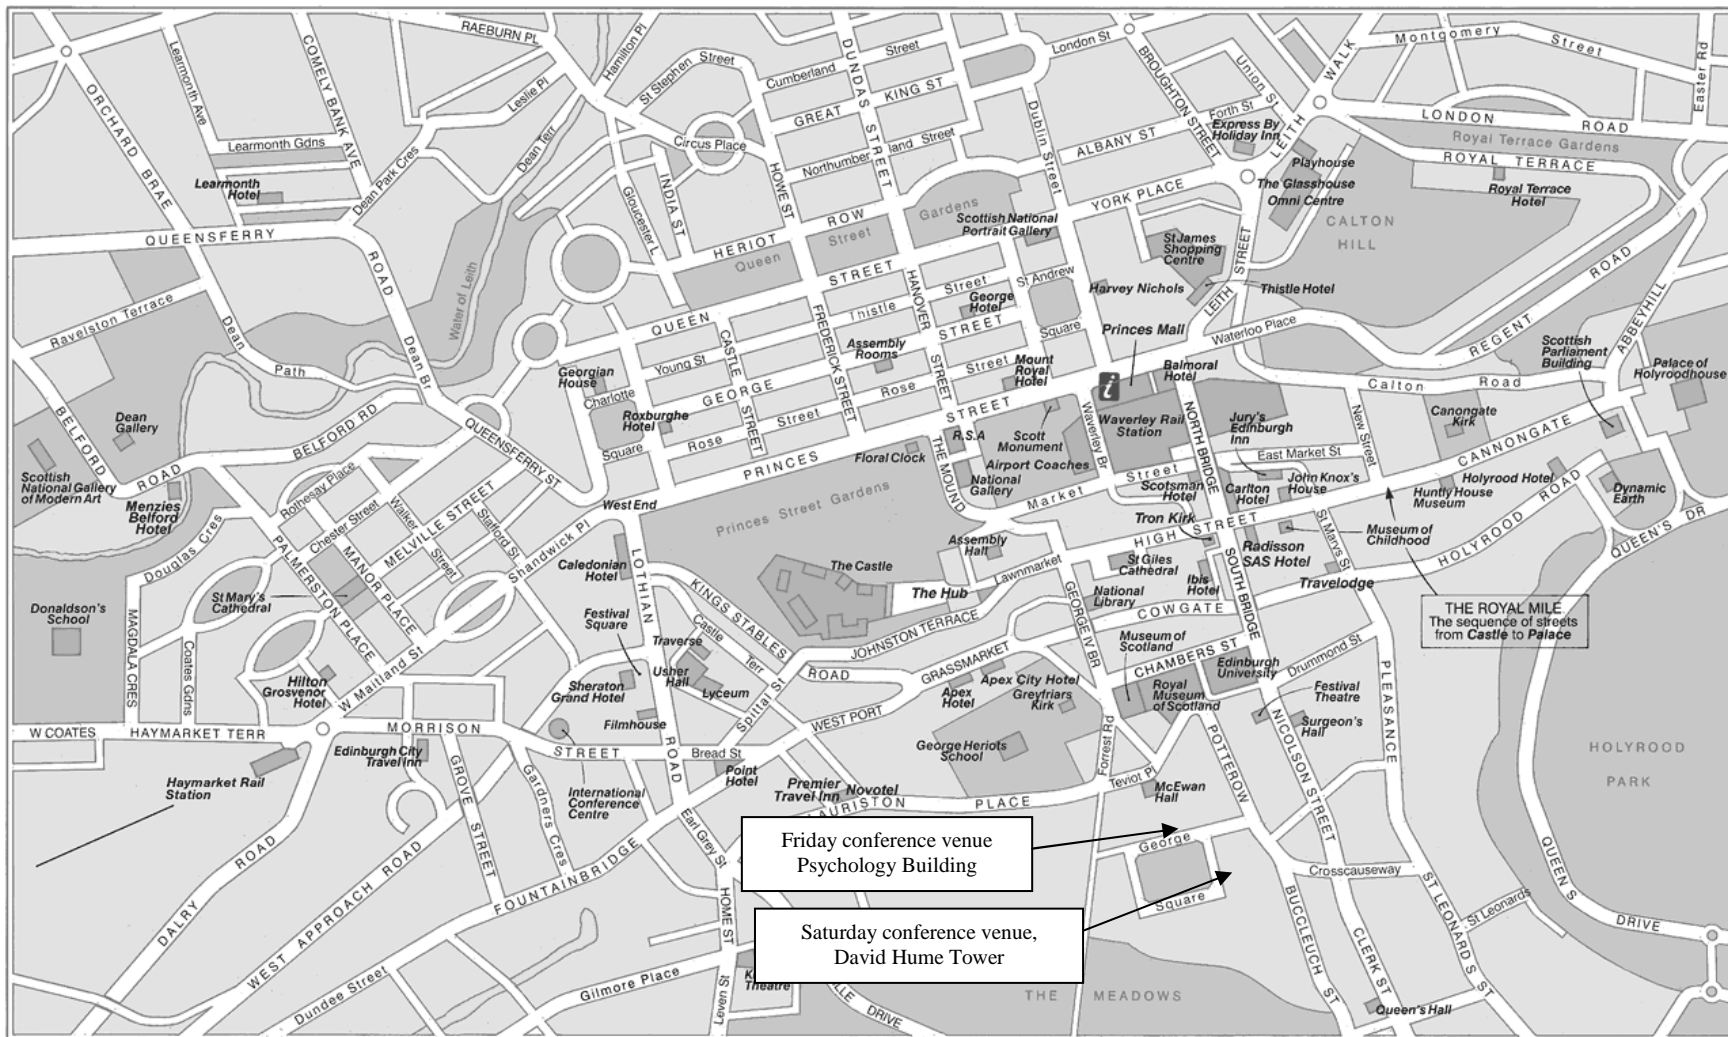 RAEBURN PL
Hamilton Pl
St Stephen Street
Cumberland Street
DUNDAS STREET
London St
BROUGHTON STREET
Union St
LEITH WALK
Montgomery Street
Easter Rd
Learmonth Ave
COMELY BANK AVE
ORCHARD BRAE
Leslie Pl
GREAT KING ST
Dublin Street
Forth St
Express By
Holiday Inn
LONDON ROAD
Royal Terrace Gardens
Learmonth Gdns
Dean Park Cres
Dean Terr
Circus Place
Northumberland Street
ALBANY ST
Playhouse
ROYAL TERRACE
Learmonth
Hotel
Gloucester L
INDIA ST
HOWE ST
YORK PLACE
The Glasshouse
Omni Centre
Royal Terrace
Hotel
QUEENSFERRY ROAD
HERIOT ROW
Queen Street Gardens
Scottish National
Portrait Gallery
St James
Shopping
Centre
CALTON
HILL
Water of Leith
QUEEN STREET
HANOVER STREET
Thistle Street
St Andrew Square
Harvey Nichols
LEITH STREET
Thistle Hotel
George
Hotel
REGENT ROAD
ABBEYHILL
Ravelston Terrace
Dean Path
Dean Br
Young St
CASTLE STREET
FREDERICK STREET
Assembly
Rooms
GEORGE STREET
Princes Mall
Waterloo Place
Scottish
Parliament
Building
Palace of
Holyroodhouse
Georgian
House
Charlotte Square
Rose Street
Rose Street
Mount
Royal
Hotel
i
Balmoral
Hotel
Calton Road
BELFORD ROAD
Dean
Gallery
BELFORD RD
QUEENSFERRY ST
Roxburghe
Hotel
PRINCES STREET
R.S.A
Scott
Monument
Waverley Br
Waverley Rail
Station
NORTH BRIDGE
Jury's
Edinburgh
Inn
New Street
Canongate
Kirk
CANNONGATE
Scottish
National Gallery
of Modern Art
Floral Clock
THE MOUND
Airport Coaches
National
Gallery
East Market St
Menzies
Belford
Hotel
Rothesay Place
Chester Street
Walker Street
MELVILLE STREET
Stafford St
West End
Princes Street Gardens
Market Street
Scotsman
Hotel
Carlton
Hotel
John Knox's
House
Huntly House
Museum
Holyrood Hotel
Dynamic
Earth
Douglas Cres
PALMERSTON PLACE
MANOR PLACE
Shandwick Pl
Assembly
Hall
Tron Kirk
HIGH STREET
St Marys St
Museum of
Childhood
HOLYROOD ROAD
QUEEN'S DR
Caledonian
Hotel
LOTHIAN ROAD
The Castle
Lawnmarket
St Giles
Cathedral
Radisson
SAS Hotel
St Mary's
Cathedral
KINGS STABLES ROAD
The Hub
National
Library
Ibis
Hotel
SOUTH BRIDGE
Travelodge
Donaldson's
School
MAGDALA CRES
Coates Gdns
Festival
Square
Castle Terr
Traverse
JOHNSTON TERRACE
GEORGE IV BR
COWGATE
THE ROYAL MILE
The sequence of streets
from Castle to Palace
Museum of
Scotland
CHAMBERS ST
Drummond St
PLEASANCE
Hilton
Grosvenor
Hotel
W Maitland St
Sheraton
Grand Hotel
Usher
Hall
Lyceum
Spittal St
GRASSMARKET
Apex City Hotel
Apex
Hotel
Greyfriars
Kirk
Royal
Museum
of Scotland
Edinburgh
University
Festival
Theatre
Surgeon's
Hall
Filmhouse
WEST PORT
W COATES
HAYMARKET TERR
MORRISON STREET
Edinburgh City
Travel Inn
Bread St
Point
Hotel
George Heriots
School
Forrest Rd
POTTEROW
NICOLSON STREET
HOLYROOD
PARK
Haymarket Rail
Station
GROVE STREET
Gardners Cres
International
Conference
Centre
Premier
Travel Inn
Novotel
LAURISTON PLACE
Teviot Pl
McEwan
Hall
Earl Grey St
Friday conference venue
Psychology Building
George Square
Crosscauseway
DALRY ROAD
WEST APPROACH ROAD
FOUNTAINBRIDGE
HOME ST
Saturday conference venue,
David Hume Tower
BUCCLEUCH ST
ST LEONARD S ST
St Leonards
QUEEN S DRIVE
CLERK ST
Dundee Street
Gilmore Place
Leven St
Theatre
DRIVE
THE MEADOWS
Queen's Hall